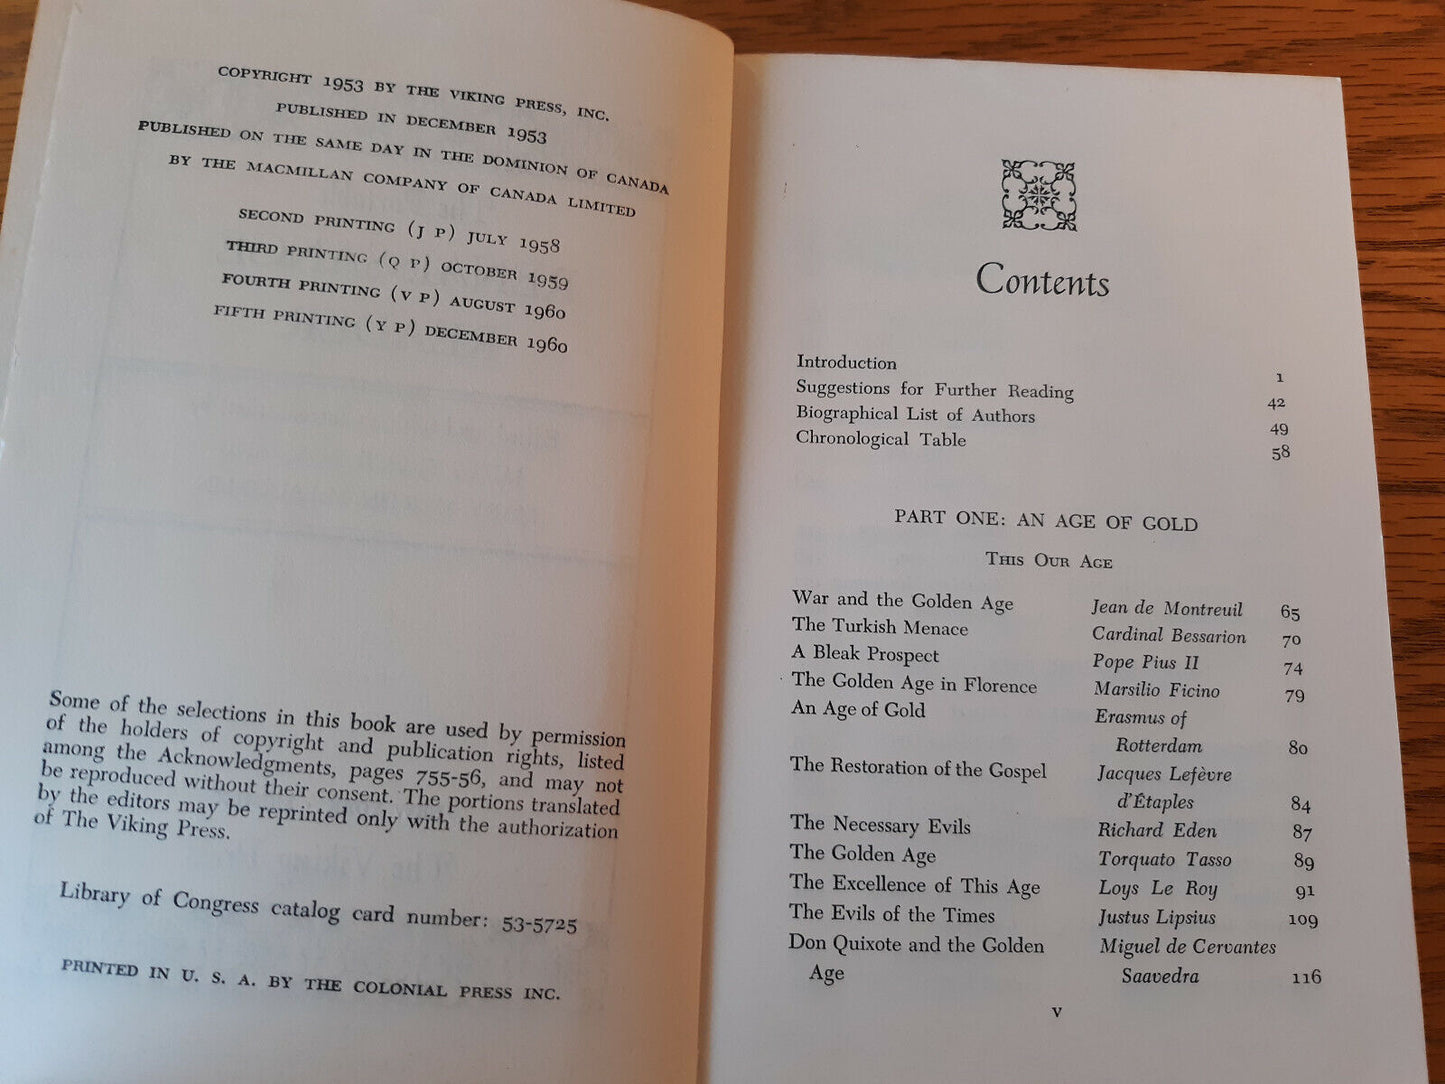 COPYRIGHT 1953 BY THE VIKING PRESS, INC.
PUBLISHED IN DECEMBER 1953
PUBLISHED ON THE SAME DAY IN THE DOMINION OF CANADA
BY THE MACMILLAN COMPANY OF CANADA LIMITED
SECOND PRINTING (J P) JULY 1958
THIRD PRINTING (Q P) OCTOBER 1959
FOURTH PRINTING (V P) AUGUST 1960
FIFTH PRINTING (Y P) DECEMBER 1960
Some of the selections in this book are used by permission
of the holders of copyright and publication rights, listed
among the Acknowledgments, pages 755-56, and may not
be reproduced without their consent. The portions translated
by the editors may be reprinted only with the authorization
of The Viking Press.
Library of Congress catalog card number: 53-5725
PRINTED IN U. S. A. BY THE COLONIAL PRESS INC.
Contents
Introduction 1
Suggestions for Further Reading 42
Biographical List of Authors 49
Chronological Table 58
PART ONE: AN AGE OF GOLD
THIS OUR AGE
War and the Golden Age Jean de Montreuil 65
The Turkish Menace Cardinal Bessarion 70
A Bleak Prospect Pope Pius II 74
The Golden Age in Florence Marsilio Ficino 79
An Age of Gold Erasmus of
Rotterdam 80
The Restoration of the Gospel Jacques Lefèvre
d'Étaples 84
The Necessary Evils Richard Eden 87
The Golden Age Torquato Tasso 89
The Excellence of This Age Loys Le Roy 91
The Evils of the Times Justus Lipsius 109
Don Quixote and the Golden Miguel de Cervantes
Age Saavedra 116
v